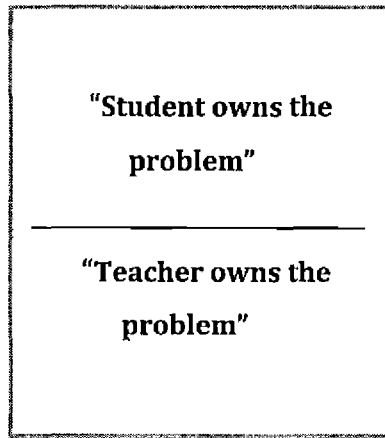 “Student owns the
problem”
“Teacher owns the
problem”